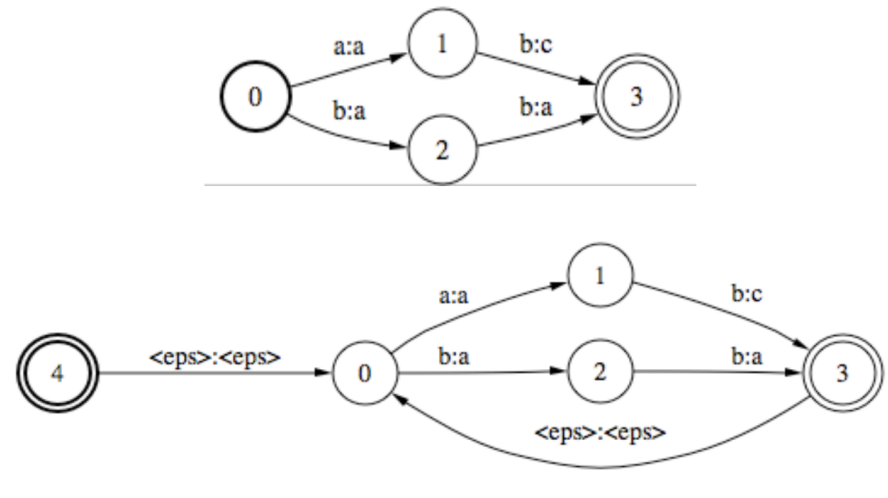 a:a 1 b:c
0 3
b:a 2 b:a
a:a 1 b:c
4 <eps>:<eps> 0 b:a 2 b:a 3
<eps>:<eps>